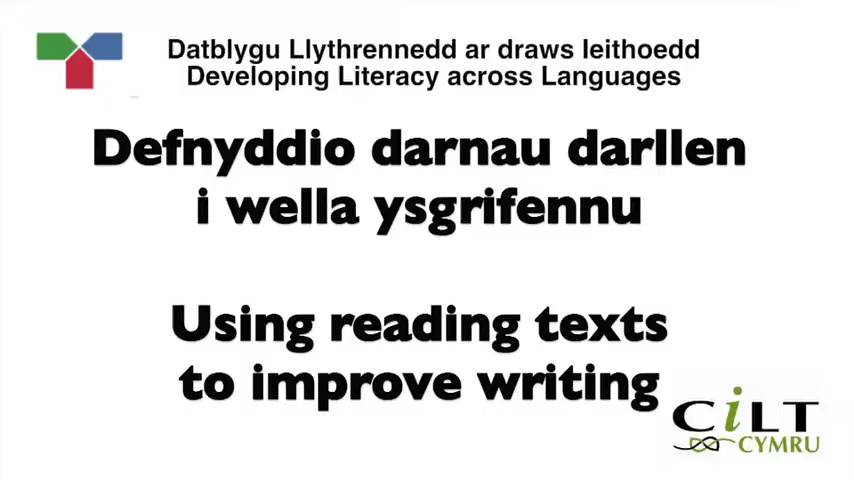 Datblygu Llythrennedd ar draws Ieithoedd
Developing Literacy across Languages
Defnyddio darnau darllen
i wella ysgrifennu
Using reading texts
to improve writing
CiLT
CYMRU